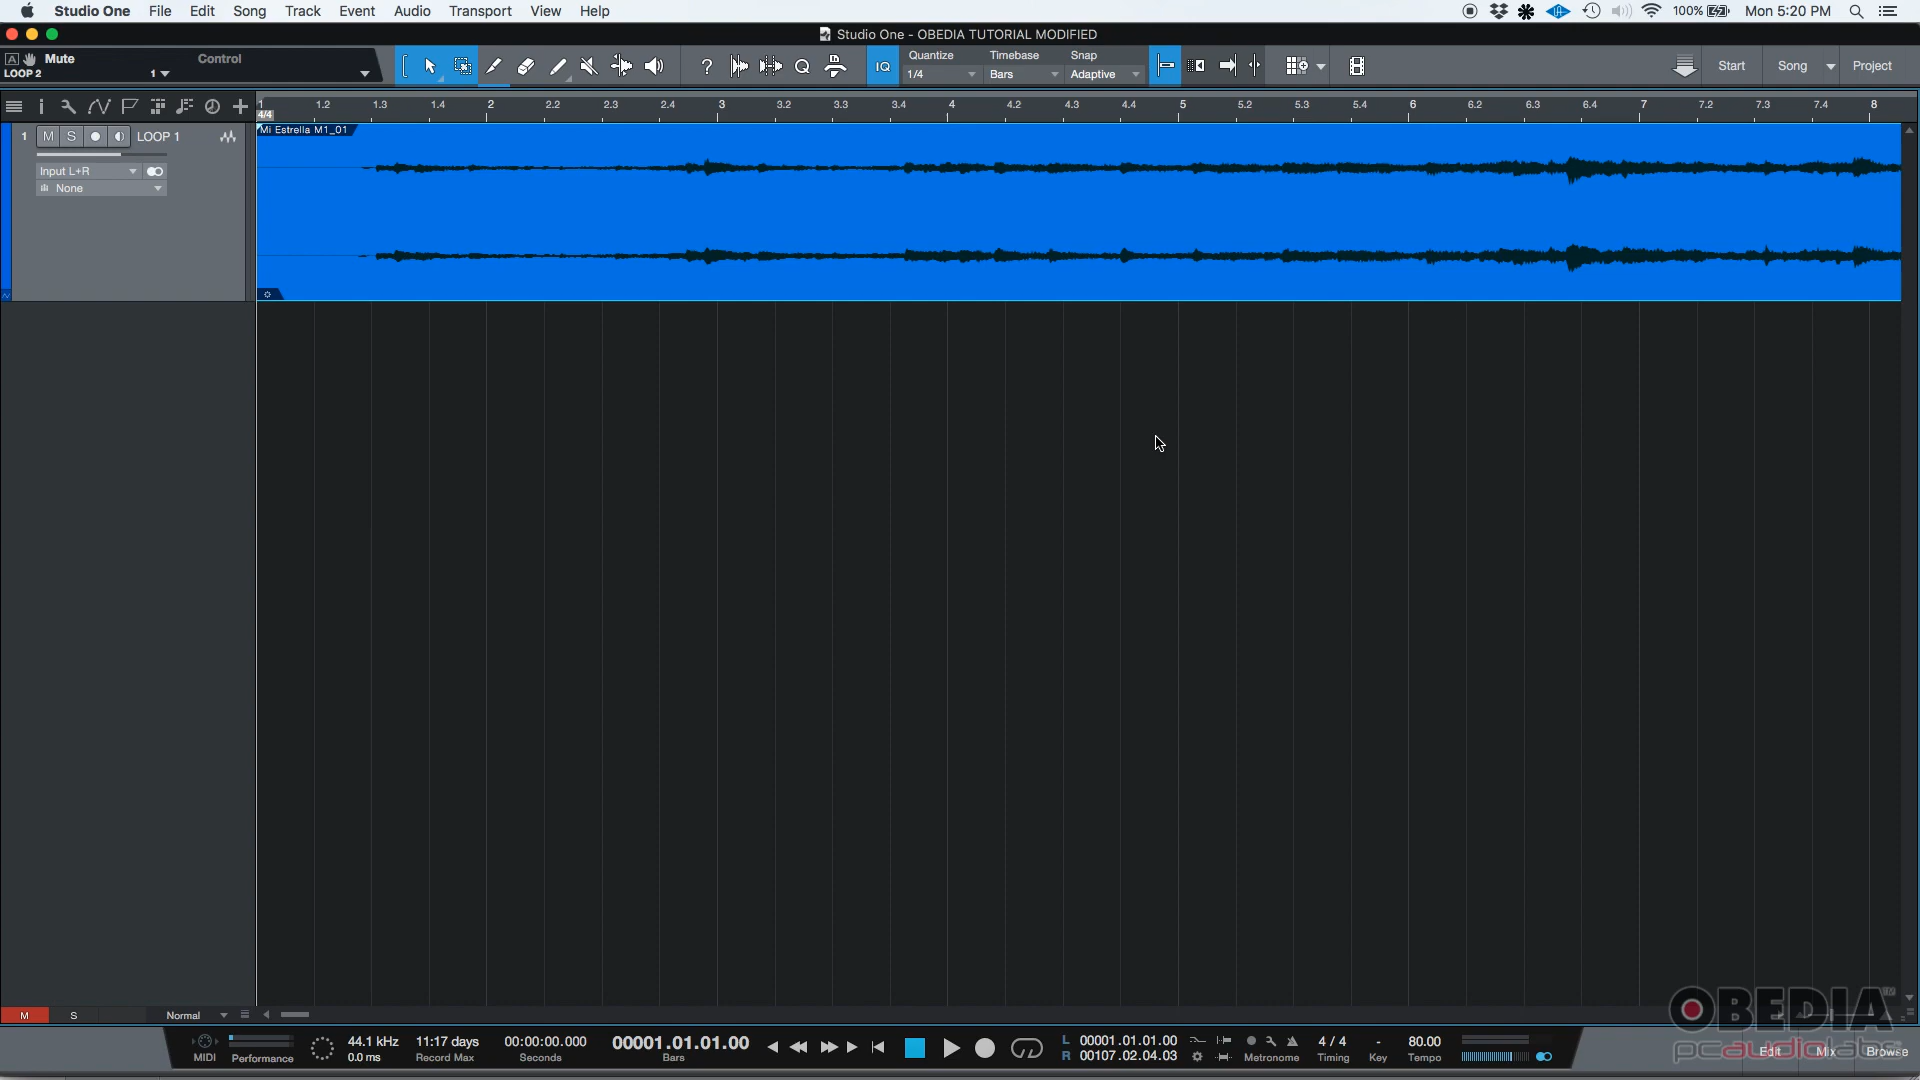 Studio One File Edit Song Track Event Audio Transport View Help 100% Mon 5:20 PM
Studio One - OBEDIA TUTORIAL MODIFIED
A Mute Control
LOOP 2 1
? Q IQ
Quantize Timebase Snap
1/4 Bars Adaptive
Start Song Project
1 1.2 1.3 1.4 2 2.2 2.3 2.4 3 3.2 3.3 3.4 4 4.2 4.3 4.4 5 5.2 5.3 5.4 6 6.2 6.3 6.4 7 7.2 7.3 7.4 8
4/4
Mi Estrella M1_01
1 M S LOOP 1
Input L+R
None
M S Normal
OBEDIA
pcaudiolabs
44.1 kHz 11:17 days 00:00:00.000 00001.01.01.00 L 00001.01.01.00 4 / 4 - 80.00
MIDI Performance 0.0 ms Record Max Seconds Bars R 00107.02.04.03 Metronome Timing Key Tempo
Edit Mix Browse